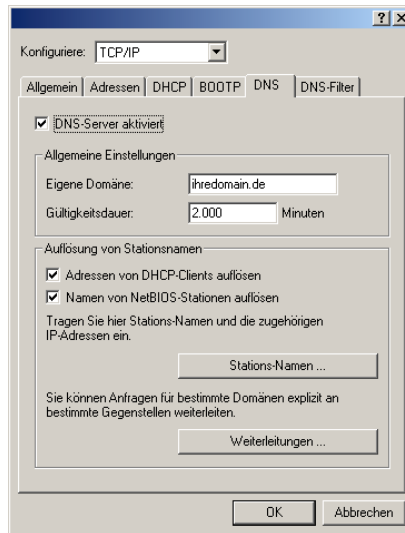 Konfiguriere: TCP/IP
Allgemein Adressen DHCP BOOTP DNS DNS-Filter
DNS-Server aktiviert
Allgemeine Einstellungen
Eigene Domäne: ihredomain.de
Gültigkeitsdauer: 2.000 Minuten
Auflösung von Stationsnamen
Adressen von DHCP-Clients auflösen
Namen von NetBIOS-Stationen auflösen
Tragen Sie hier Stations-Namen und die zugehörigen
IP-Adressen ein.
Stations-Namen ...
Sie können Anfragen für bestimmte Domänen explizit an
bestimmte Gegenstellen weiterleiten.
Weiterleitungen ...
OK Abbrechen